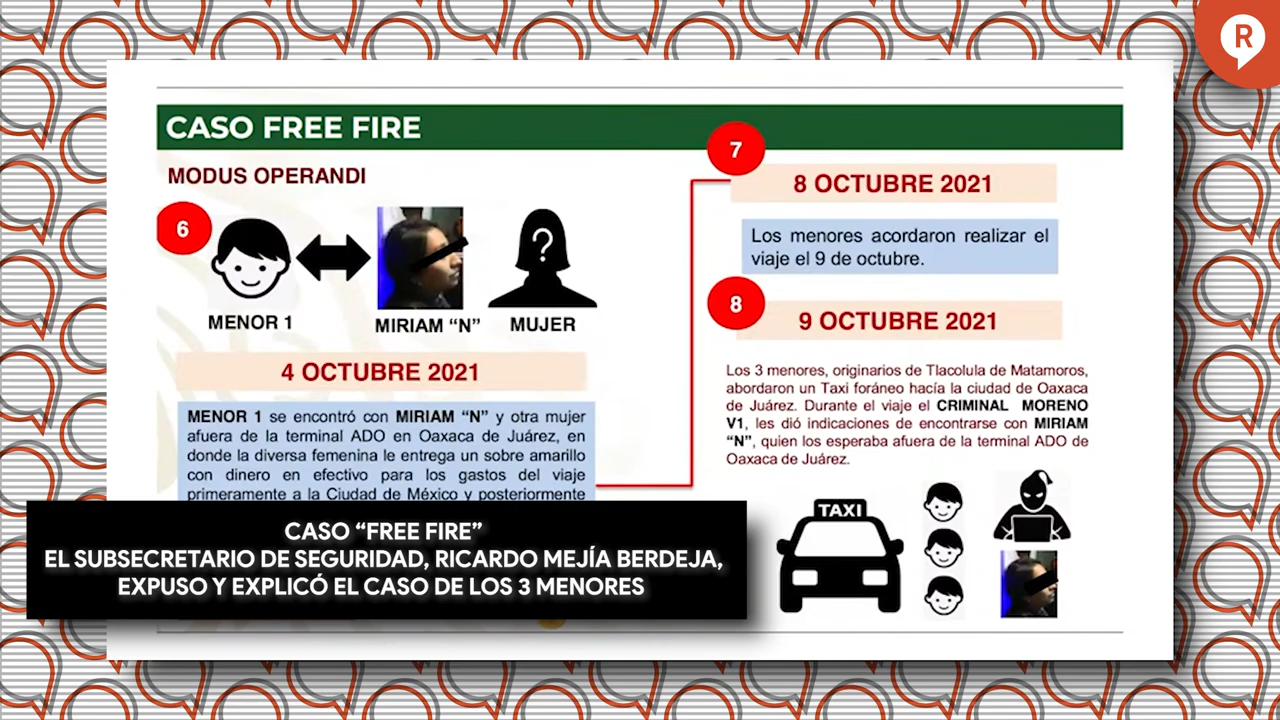 R
CASO FREE FIRE
MODUS OPERANDI
6
?
MENOR 1
MIRIAM “N”
MUJER
4 OCTUBRE 2021
MENOR 1 se encontró con MIRIAM “N” y otra mujer
afuera de la terminal ADO en Oaxaca de Juárez, en
donde la diversa femenina le entrega un sobre amarillo
con dinero en efectivo para los gastos del viaje
primeramente a la Ciudad de México y posteriormente
7
8 OCTUBRE 2021
Los menores acordaron realizar el
viaje el 9 de octubre.
8
9 OCTUBRE 2021
Los 3 menores, originarios de Tlacolula de Matamoros,
abordaron un Taxi foráneo hacía la ciudad de Oaxaca
de Juárez. Durante el viaje el CRIMINAL MORENO
V1, les dió indicaciones de encontrarse con MIRIAM
“N”, quien los esperaba afuera de la terminal ADO de
Oaxaca de Juárez.
TAXI
CASO “FREE FIRE”
EL SUBSECRETARIO DE SEGURIDAD, RICARDO MEJÍA BERDEJA,
EXPUSO Y EXPLICÓ EL CASO DE LOS 3 MENORES